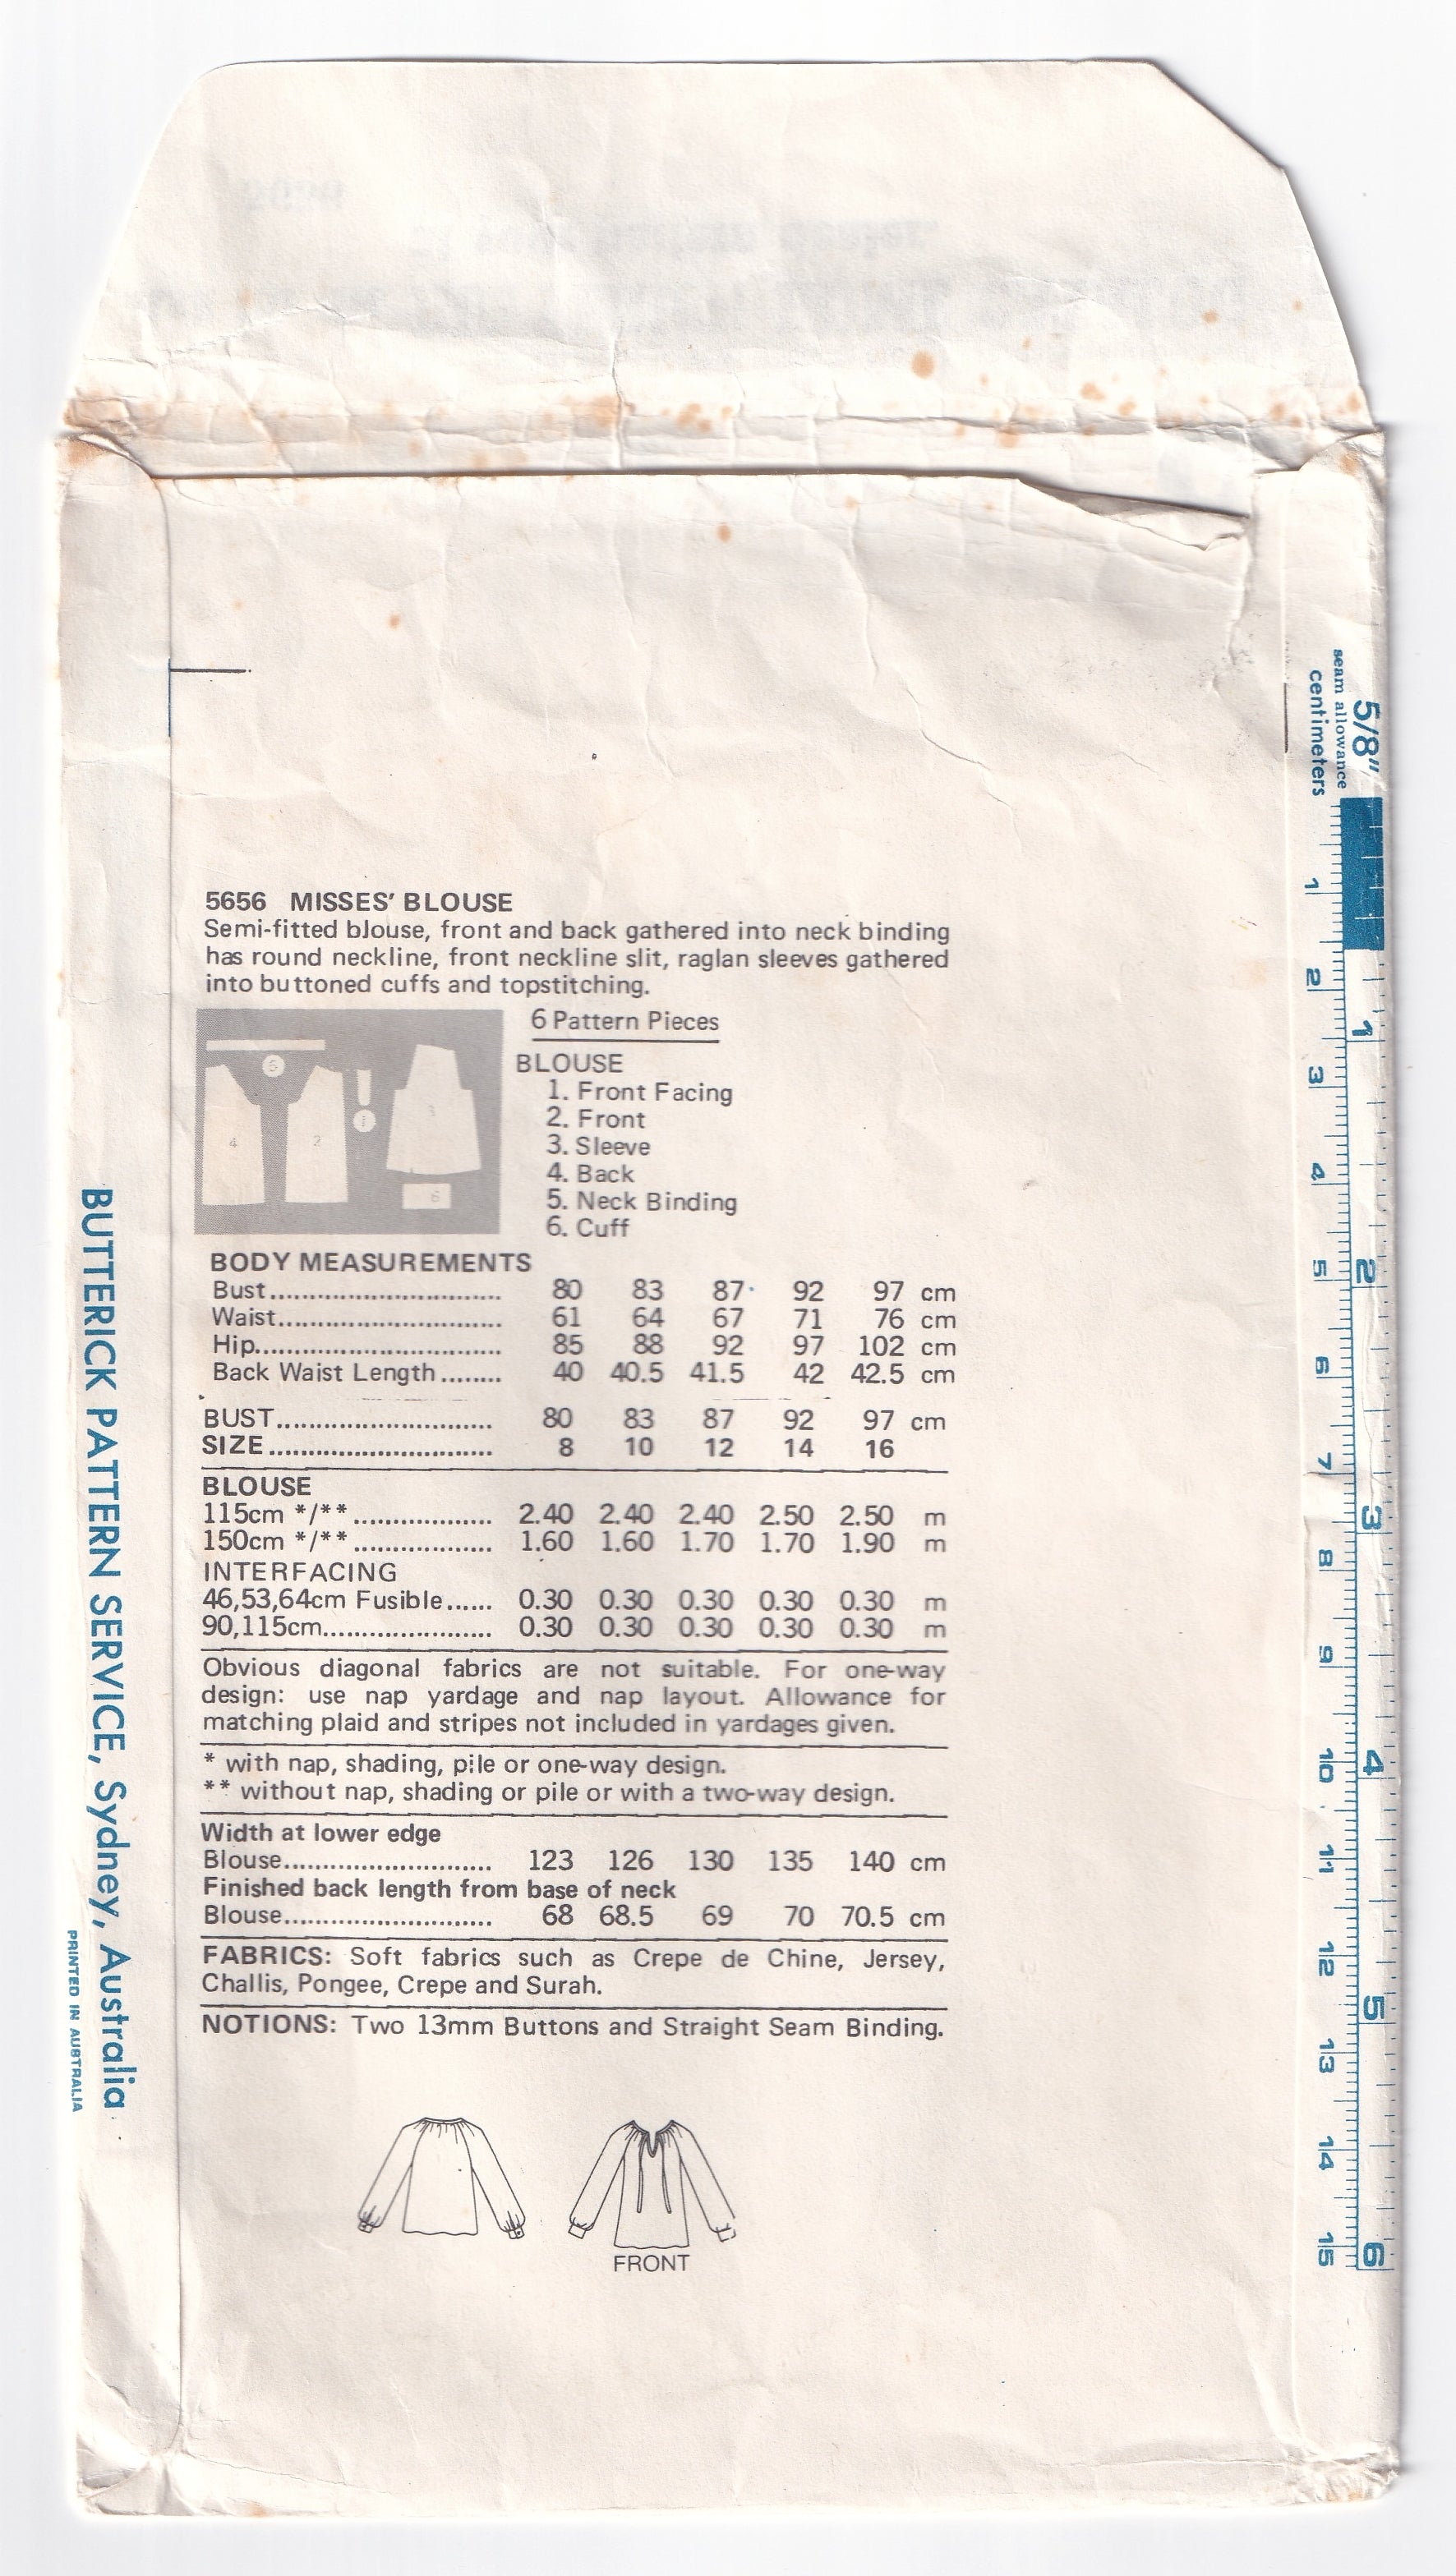 5656 MISSES' BLOUSE
Semi-fitted blouse, front and back gathered into neck binding
has round neckline, front neckline slit, raglan sleeves gathered
into buttoned cuffs and topstitching.
6 Pattern Pieces
BLOUSE
1. Front Facing
2. Front
3. Sleeve
4. Back
5. Neck Binding
6. Cuff
5
4
2
1
3
6
BODY MEASUREMENTS
Bust.............................. 80 83 87 92 97 cm
Waist............................. 61 64 67 71 76 cm
Hip................................ 85 88 92 97 102 cm
Back Waist Length ........ 40 40.5 41.5 42 42.5 cm
BUST............................ 80 83 87 92 97 cm
SIZE............................. 8 10 12 14 16
BLOUSE
115cm */**.................. 2.40 2.40 2.40 2.50 2.50 m
150cm */**.................. 1.60 1.60 1.70 1.70 1.90 m
INTERFACING
46,53,64cm Fusible...... 0.30 0.30 0.30 0.30 0.30 m
90,115cm...................... 0.30 0.30 0.30 0.30 0.30 m
Obvious diagonal fabrics are not suitable. For one-way
design: use nap yardage and nap layout. Allowance for
matching plaid and stripes not included in yardages given.
* with nap, shading, pile or one-way design.
** without nap, shading or pile or with a two-way design.
Width at lower edge
Blouse........................... 123 126 130 135 140 cm
Finished back length from base of neck
Blouse........................... 68 68.5 69 70 70.5 cm
FABRICS: Soft fabrics such as Crepe de Chine, Jersey,
Challis, Pongee, Crepe and Surah.
NOTIONS: Two 13mm Buttons and Straight Seam Binding.
FRONT
BUTTERICK PATTERN SERVICE, Sydney, Australia
PRINTED IN AUSTRALIA
5/8"
seam allowance
centimeters
1 2 3 4 5 6 7 8 9 10 11 12 13 14 15
1 2 3 4 5 6